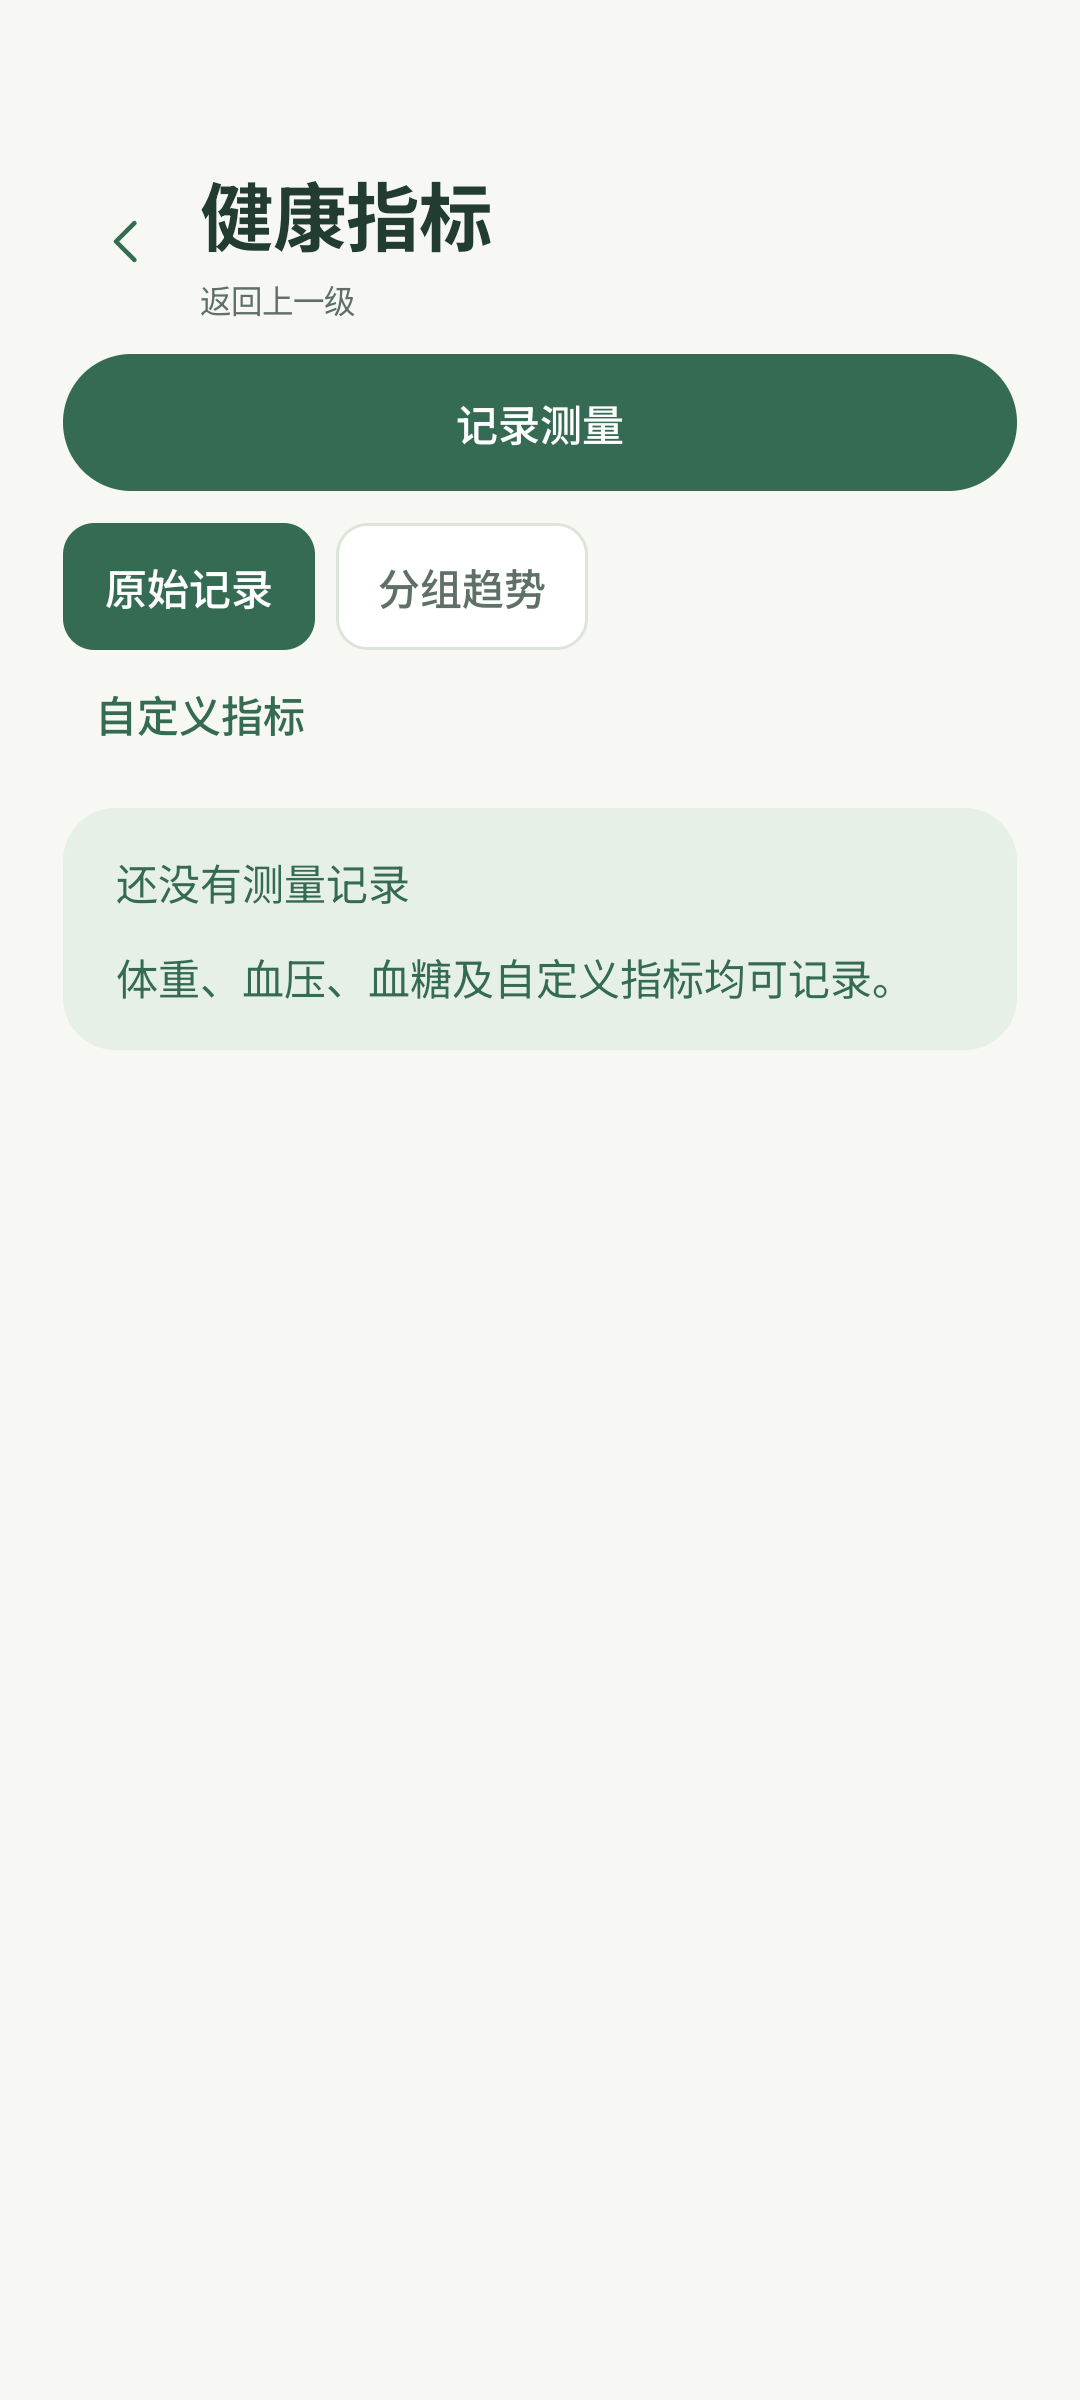 健康指标
返回上一级
记录测量
原始记录
分组趋势
自定义指标
还没有测量记录
体重、血压、血糖及自定义指标均可记录。